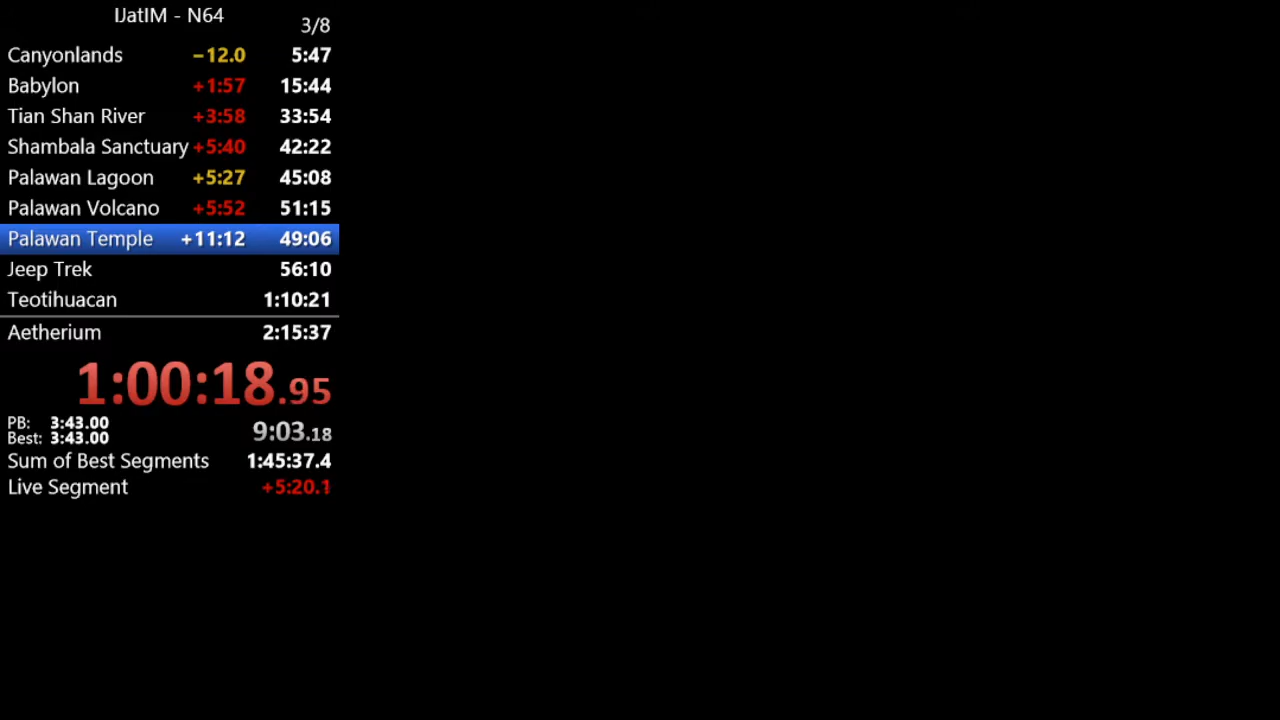 IJatIM - N64
3/8
Canyonlands −12.0 5:47
Babylon +1:57 15:44
Tian Shan River +3:58 33:54
Shambala Sanctuary +5:40 42:22
Palawan Lagoon +5:27 45:08
Palawan Volcano +5:52 51:15
Palawan Temple +11:12 49:06
Jeep Trek 56:10
Teotihuacan 1:10:21
Aetherium 2:15:37
1:00:18.95
PB: 3:43.00
Best: 3:43.00
9:03.18
Sum of Best Segments 1:45:37.4
Live Segment +5:20.1